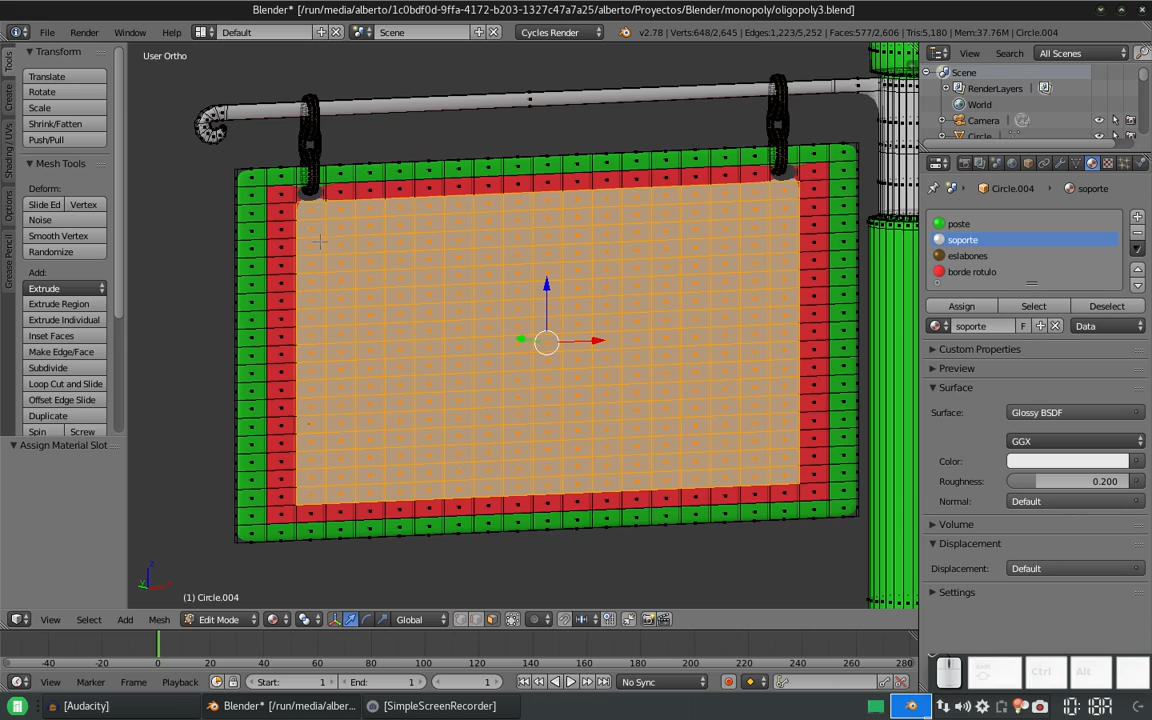 Blender* [/run/media/alberto/1c0bdf0d-9ffa-4172-b203-1327c47a7a25/alberto/Proyectos/Blender/monopoly/oligopoly3.blend]
File Render Window Help Default Scene Cycles Render v2.78 | Verts:648/2,645 | Edges:1,223/5,252 | Faces:577/2,606 | Tris:5,180 | Mem:37.76M | Circle.004
Tools
Create
Shading / UVs
Options
Grease Pencil
Transform
Translate
Rotate
Scale
Shrink/Fatten
Push/Pull
Mesh Tools
Deform:
Slide Ed Vertex
Noise
Smooth Vertex
Randomize
Add:
Extrude
Extrude Region
Extrude Individual
Inset Faces
Make Edge/Face
Subdivide
Loop Cut and Slide
Offset Edge Slide
Duplicate
Spin Screw
Assign Material Slot
User Ortho
(1) Circle.004
View Select Add Mesh Edit Mode Global
-40 -20 0 20 40 60 80 100 120 140 160 180 200 220 240 260 280
View Marker Frame Playback Start: 1 End: 1 1 No Sync
View Search All Scenes
Scene
RenderLayers
World
Camera
Circle
Circle.004 soporte
poste
soporte
eslabones
borde rotulo
Assign Select Deselect
soporte F Data
Custom Properties
Preview
Surface
Surface: Glossy BSDF
GGX
Color:
Roughness: 0.200
Normal: Default
Volume
Displacement
Displacement: Default
Settings
Ctrl Alt
[Audacity] Blender* [/run/media/alber... [SimpleScreenRecorder]